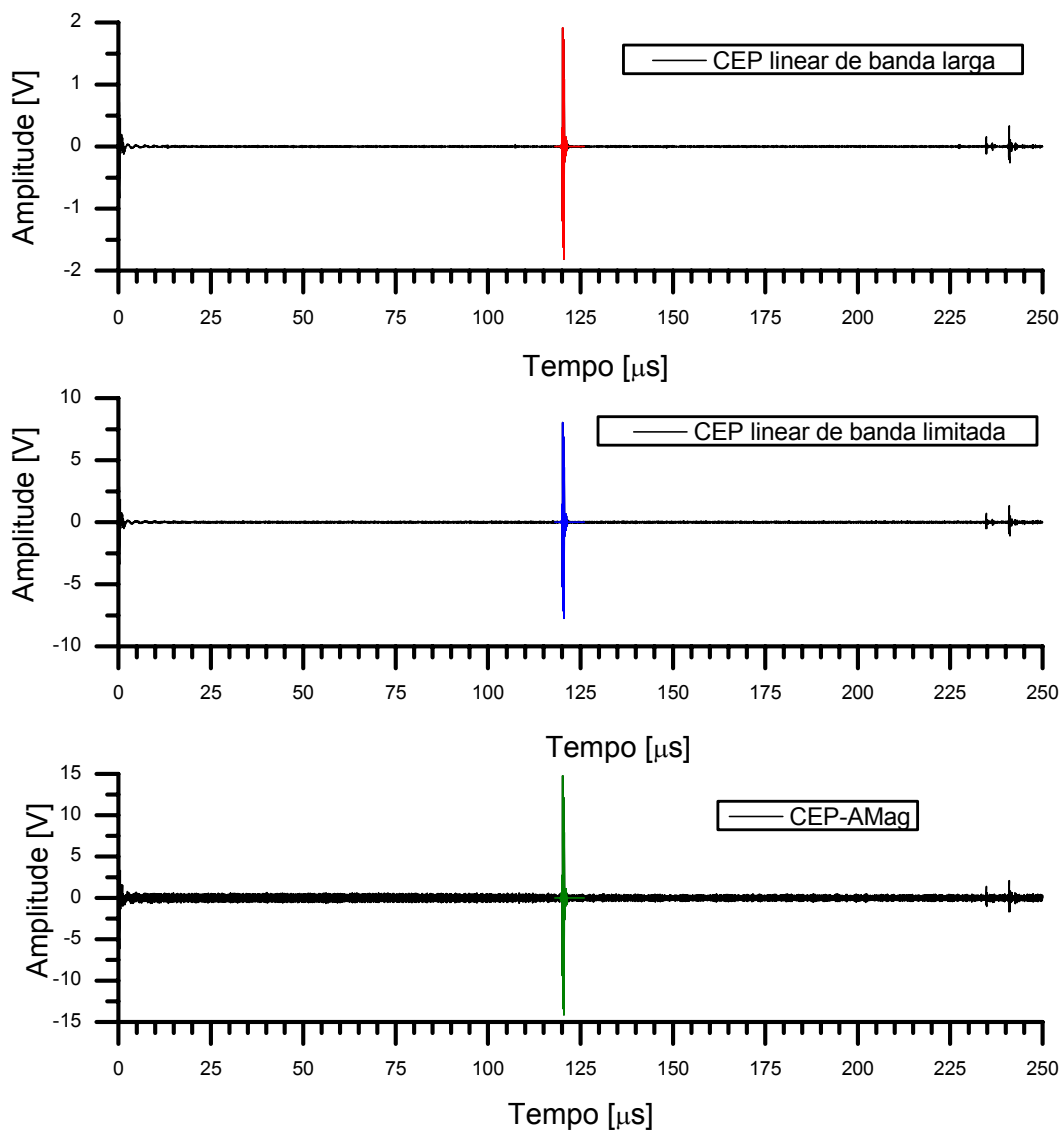 2
1
0
-1
-2
Amplitude [V]
CEP linear de banda larga
0 25 50 75 100 125 150 175 200 225 250
Tempo [μs]
10
5
0
-5
-10
Amplitude [V]
CEP linear de banda limitada
0 25 50 75 100 125 150 175 200 225 250
Tempo [μs]
15
10
5
0
-5
-10
-15
Amplitude [V]
CEP-AMag
0 25 50 75 100 125 150 175 200 225 250
Tempo [μs]